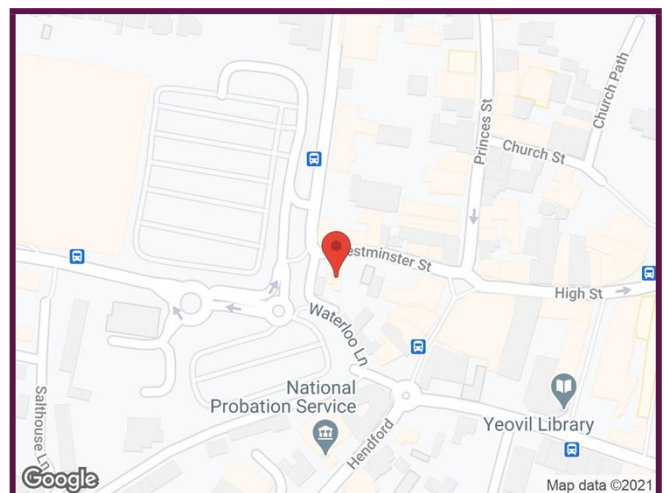 Church Path
Princes St
Church St
estminster St
High St
Waterloo Ln
National
Probation Service
Yeovil Library
Salthouse Ln
Hendford
Google
Map data ©2021